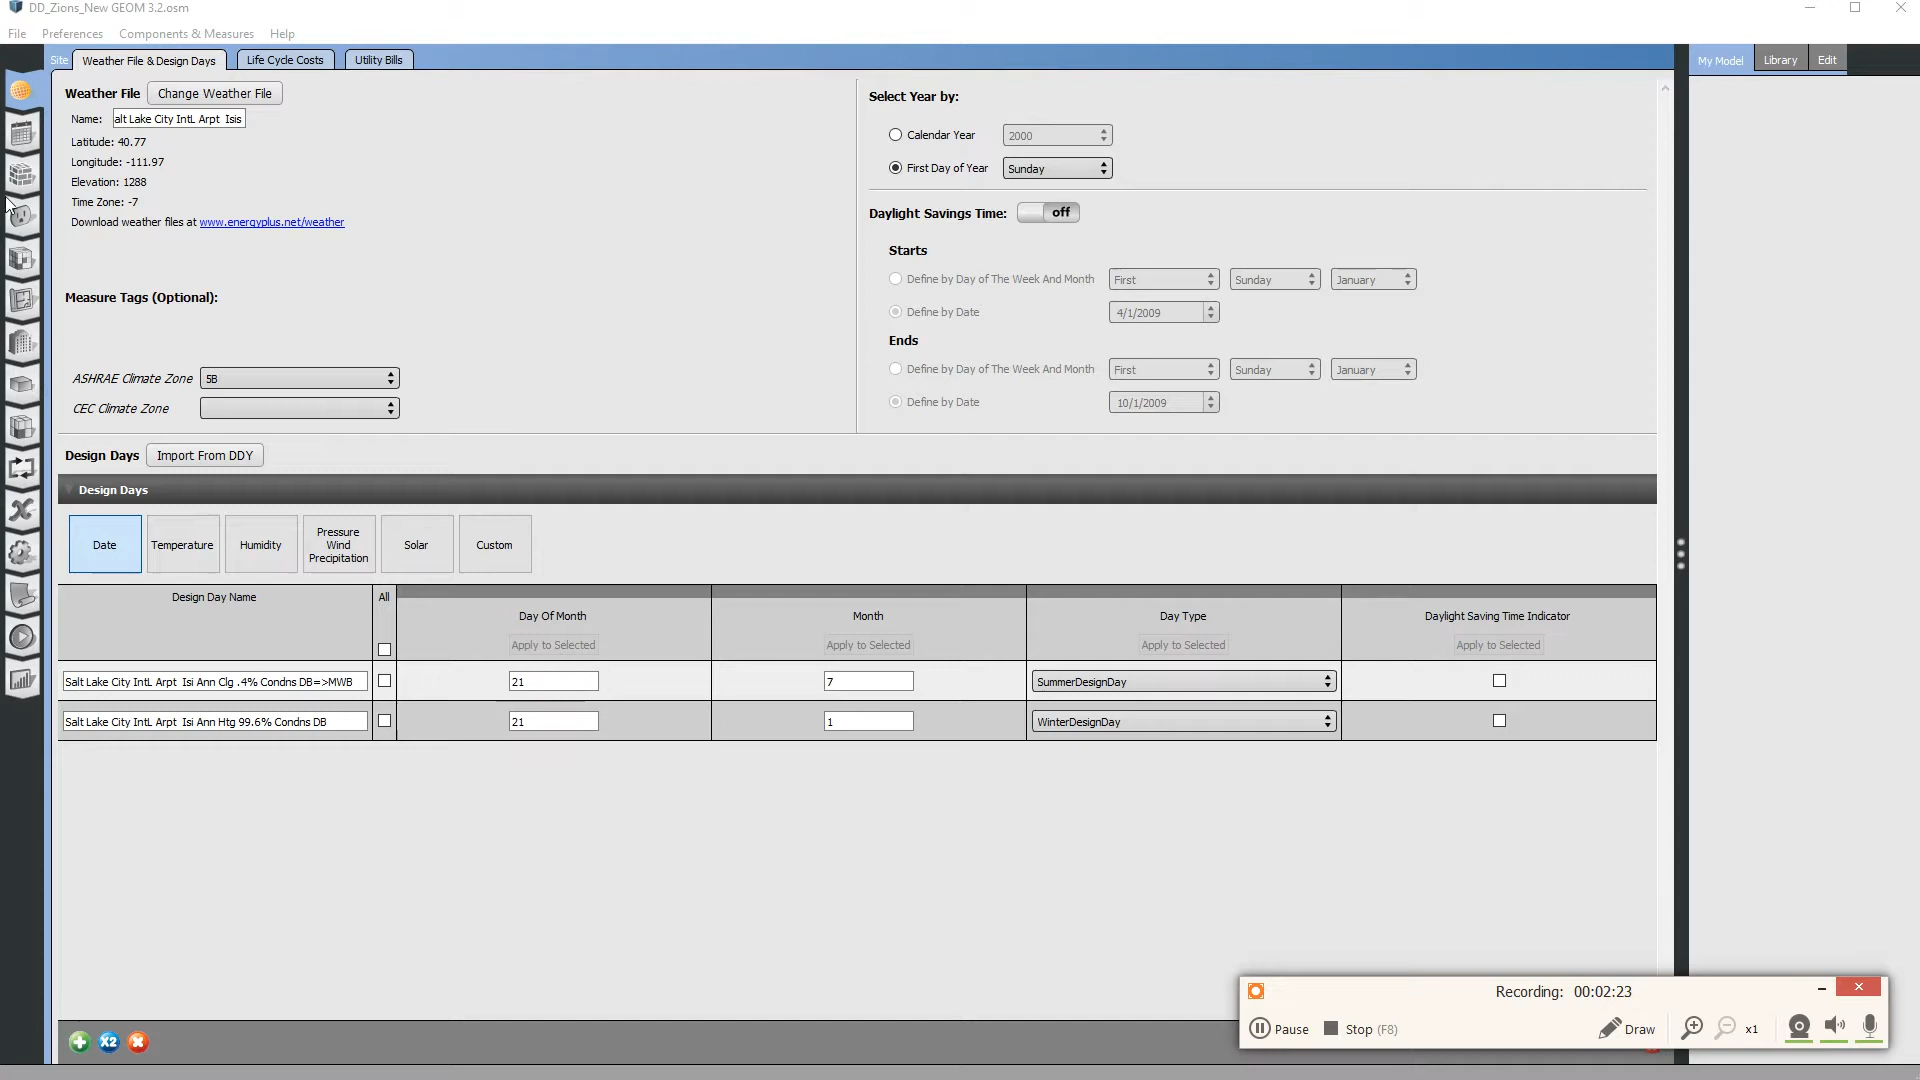 DD_Zions_New GEOM 3.2.osm
File Preferences Components & Measures Help
Site Weather File & Design Days Life Cycle Costs Utility Bills
My Model Library Edit
Weather File Change Weather File
Name: alt Lake City IntL Arpt Isis
Latitude: 40.77
Longitude: -111.97
Elevation: 1288
Time Zone: -7
Download weather files at www.energyplus.net/weather
Measure Tags (Optional):
ASHRAE Climate Zone 5B
CEC Climate Zone
Select Year by:
Calendar Year 2000
First Day of Year Sunday
Daylight Savings Time: off
Starts
Define by Day of The Week And Month First Sunday January
Define by Date 4/1/2009
Ends
Define by Day of The Week And Month First Sunday January
Define by Date 10/1/2009
Design Days Import From DDY
Design Days
Date Temperature Humidity Pressure Wind Precipitation Solar Custom
Design Day Name All Day Of Month Month Day Type Daylight Saving Time Indicator
Apply to Selected Apply to Selected Apply to Selected Apply to Selected
Salt Lake City IntL Arpt Isi Ann Clg .4% Condns DB=>MWB 21 7 SummerDesignDay
Salt Lake City IntL Arpt Isi Ann Htg 99.6% Condns DB 21 1 WinterDesignDay
X2
Recording: 00:02:23
Pause Stop (F8) Draw x1